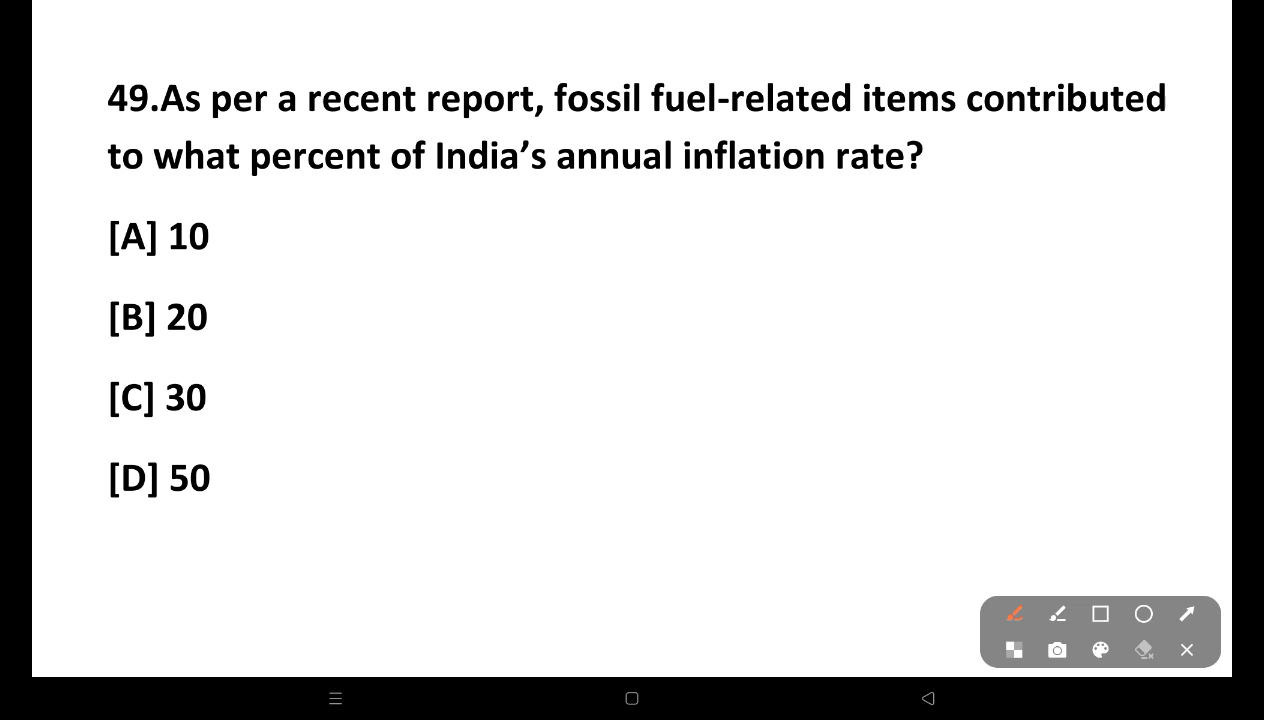 49.As per a recent report, fossil fuel-related items contributed
to what percent of India’s annual inflation rate?
[A] 10
[B] 20
[C] 30
[D] 50